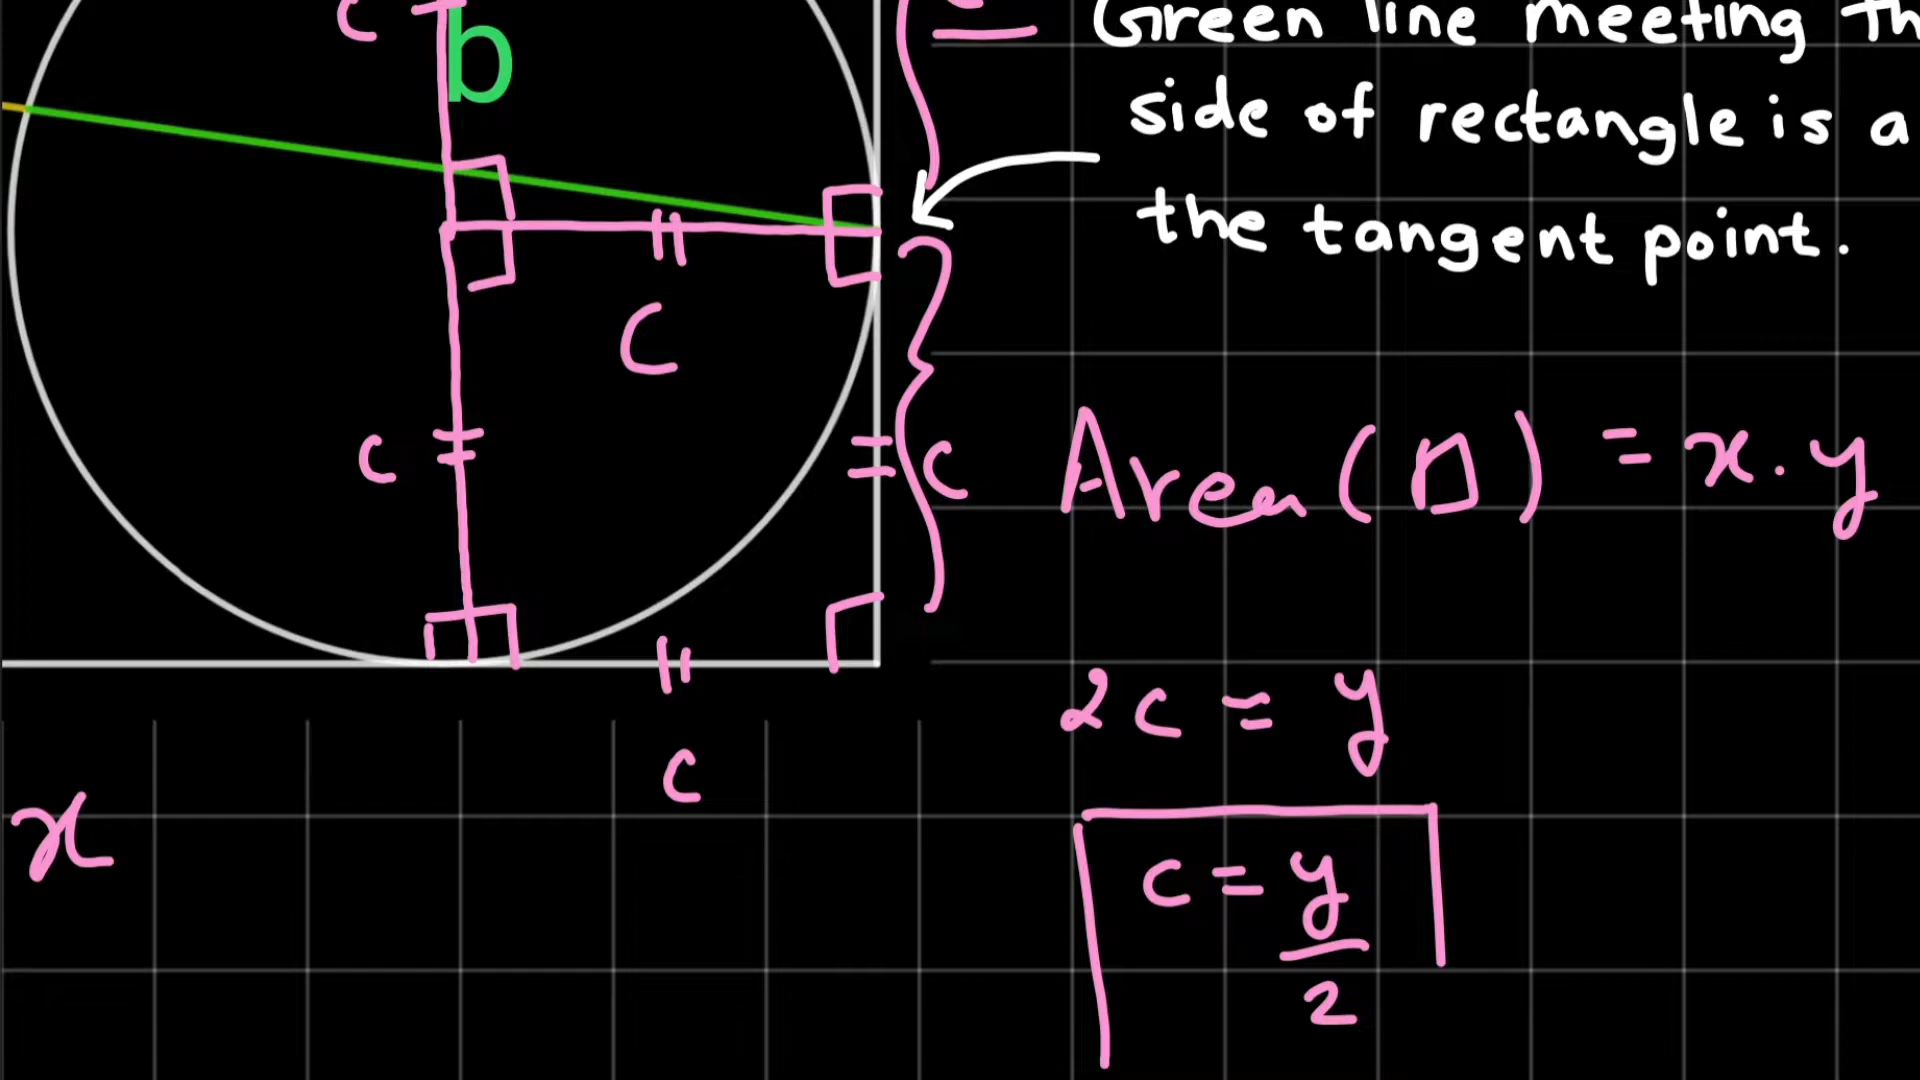 c
b
Green line meeting th
side of rectangle is a
the tangent point.
C
c
c
Area(□) = x.y
2c = y
c
x
c = y
2